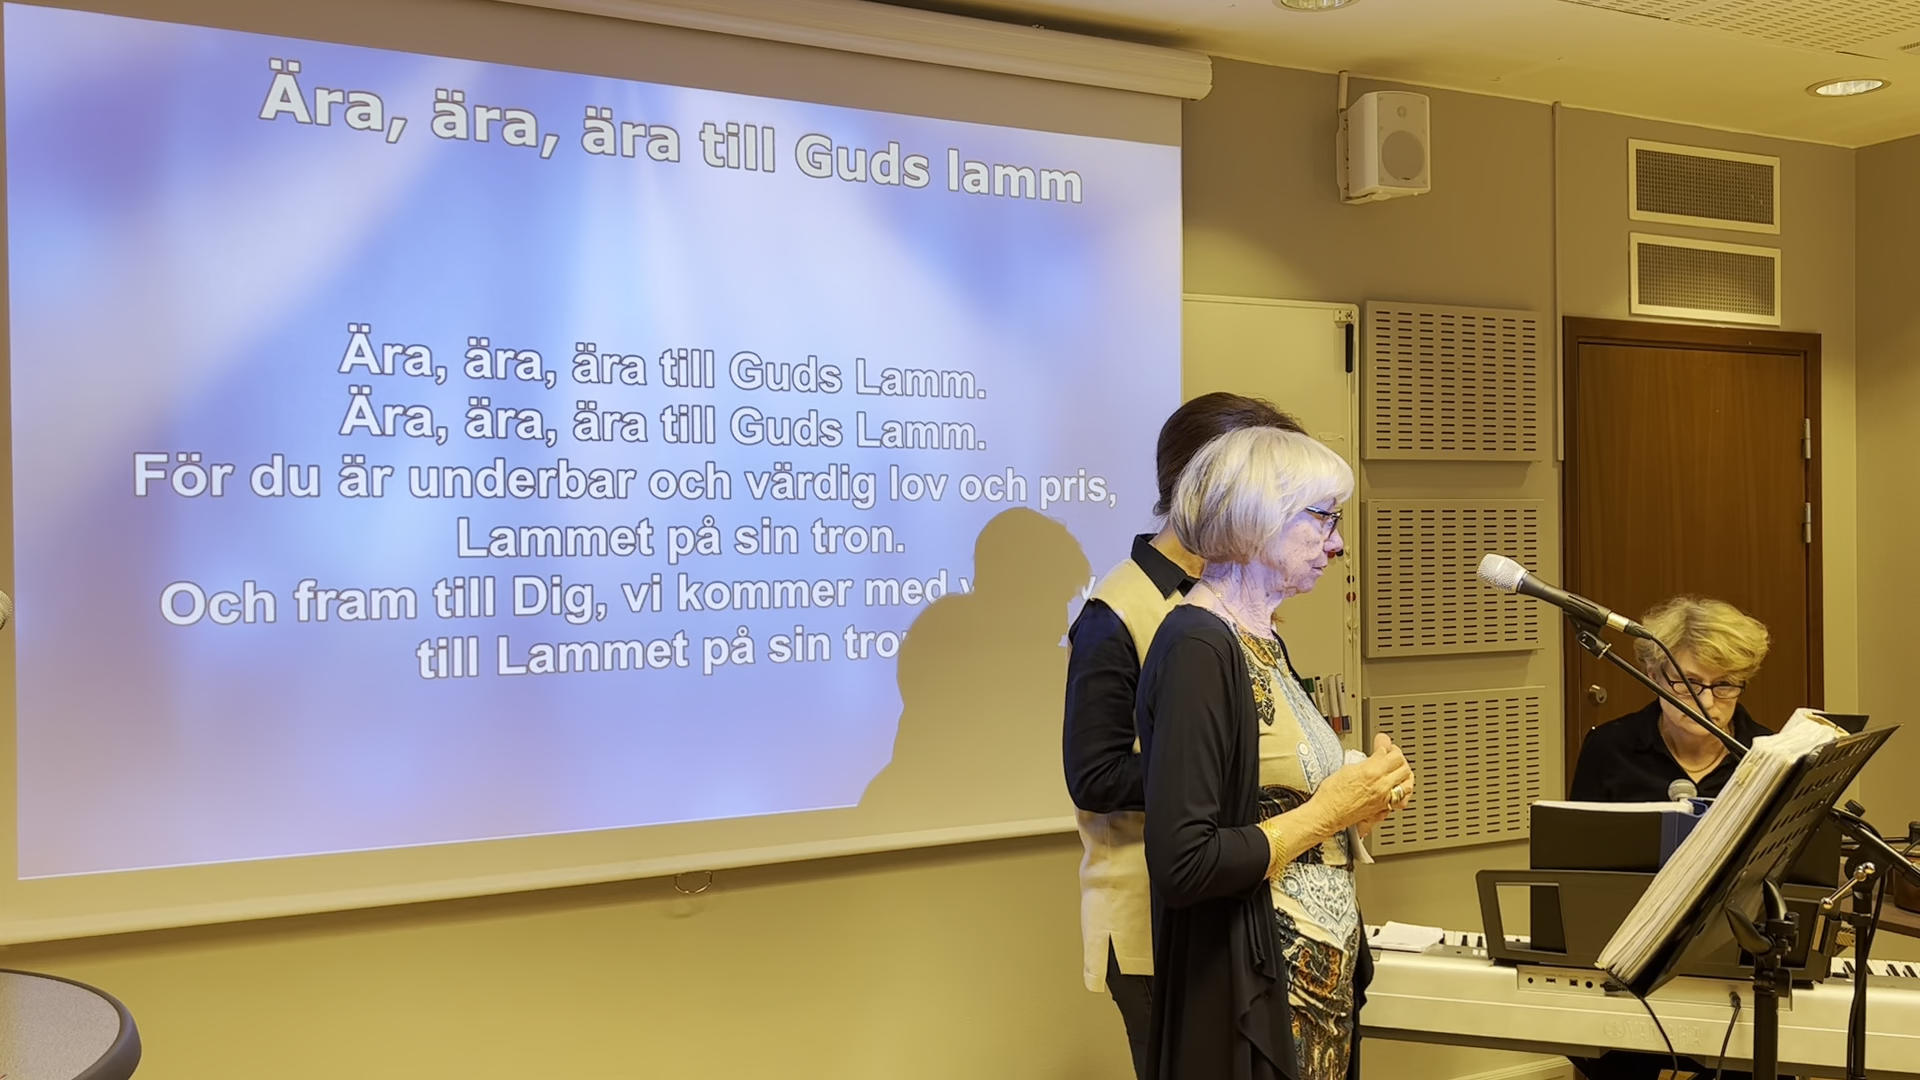 Ära, ära, ära till Guds lamm
Ära, ära, ära till Guds Lamm.
Ära, ära, ära till Guds Lamm.
För du är underbar och värdig lov och pris,
Lammet på sin tron.
Och fram till Dig, vi kommer med
till Lammet på sin
YAMAHA